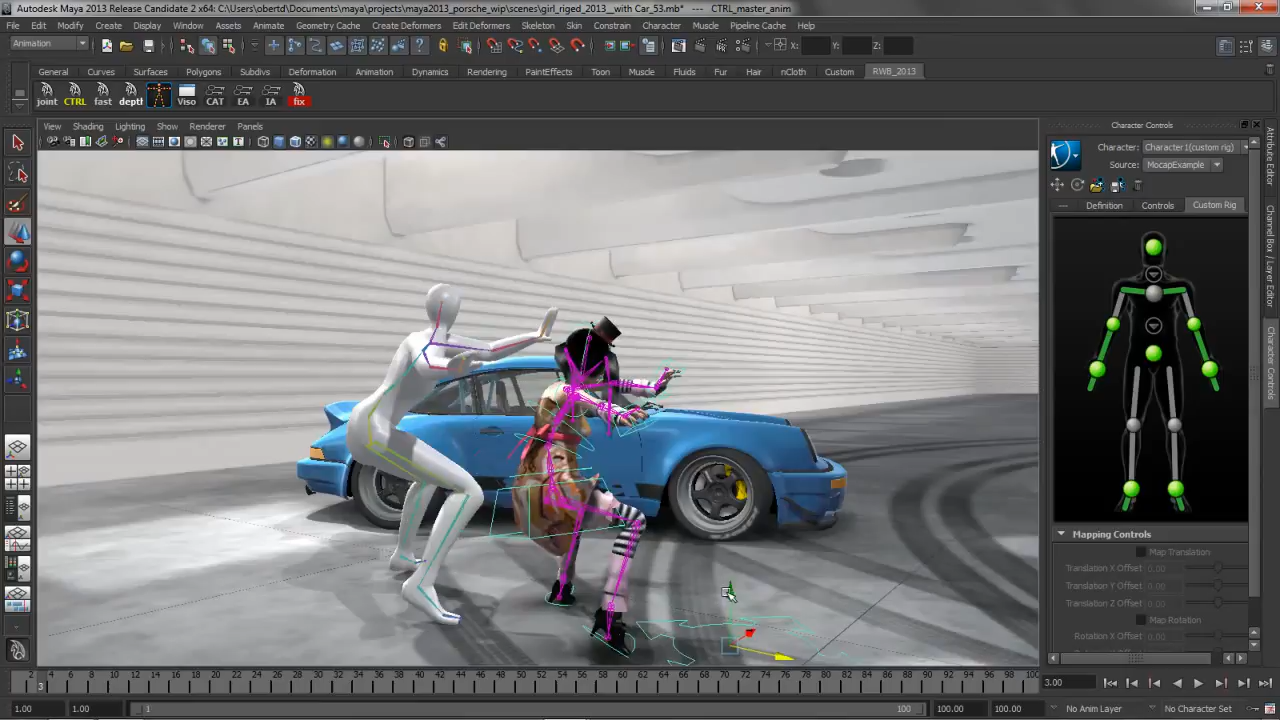 Autodesk Maya 2013 Release Candidate 2 x64: C:\Users\obertd\Documents\maya\projects\maya2013_porsche_wip\scenes\girl_riged_2013__with Car_53.mb* --- CTRL_master_anim
File Edit Modify Create Display Window Assets Animate Geometry Cache Create Deformers Edit Deformers Skeleton Skin Constrain Character Muscle Pipeline Cache Help
Animation X: Y: Z:
General Curves Surfaces Polygons Subdivs Deformation Animation Dynamics Rendering PaintEffects Toon Muscle Fluids Fur Hair nCloth Custom RWB_2013
joint CTRL fast deptl Viso CAT EA IA fix
View Shading Lighting Show Renderer Panels
Character Controls
Character: Character1(custom rig)
Source: MocapExample
Definition Controls Custom Rig
Mapping Controls
Map Translation
Translation X Offset 0.00
Translation Y Offset 0.00
Translation Z Offset 0.00
Map Rotation
Rotation X Offset 0.00
Attribute Editor
Channel Box / Layer Editor
Character Controls
2 4 6 8 10 12 14 16 18 20 22 24 26 28 30 32 34 36 38 40 42 44 46 48 50 52 54 56 58 60 62 64 66 68 70 72 74 76 78 80 82 84 86 88 90 92 94 96 98 100
3
3.00
1.00 1.00 1 100 100.00 100.00 No Anim Layer No Character Set